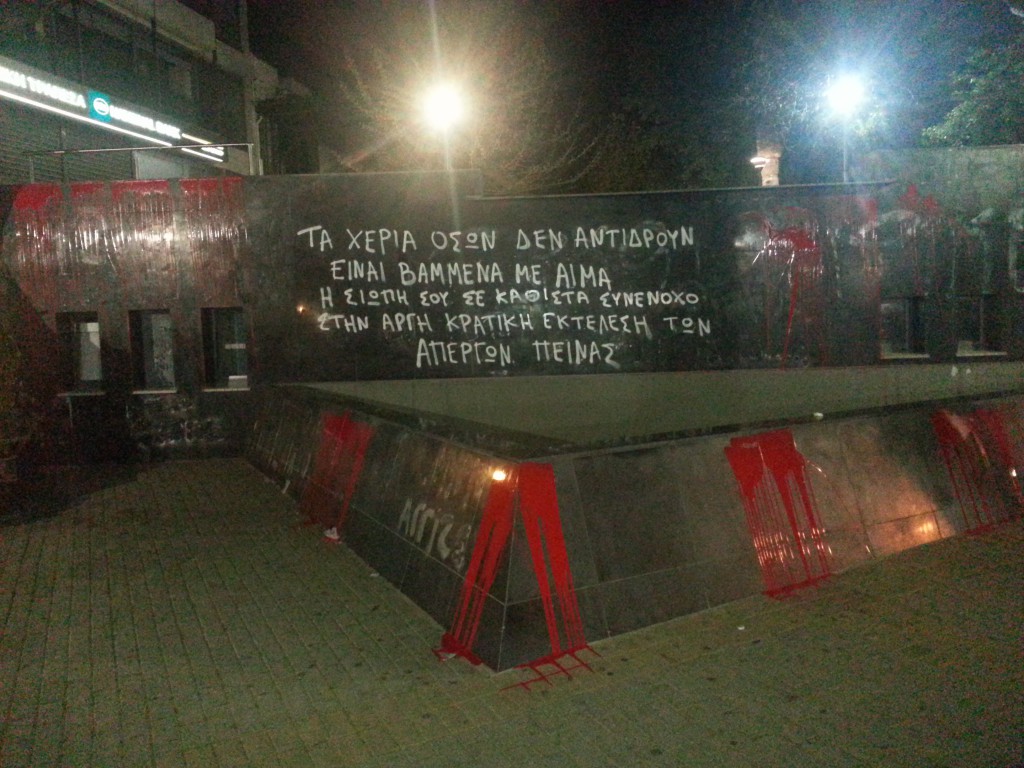 ΤΑ ΧΕΡΙΑ ΟΣΩΝ ΔΕΝ ΑΝΤΙΔΡΟΥΝ
ΕΙΝΑΙ ΒΑΜΜΕΝΑ ΜΕ ΑΙΜΑ
Η ΣΙΩΠΗ ΣΟΥ ΣΕ ΚΑΘΙΣΤΑ ΣΥΝΕΝΟΧΟ
ΣΤΗΝ ΑΡΓΗ ΚΡΑΤΙΚΗ ΕΚΤΕΛΕΣΗ ΤΩΝ
ΑΠΕΡΓΩΝ ΠΕΙΝΑΣ